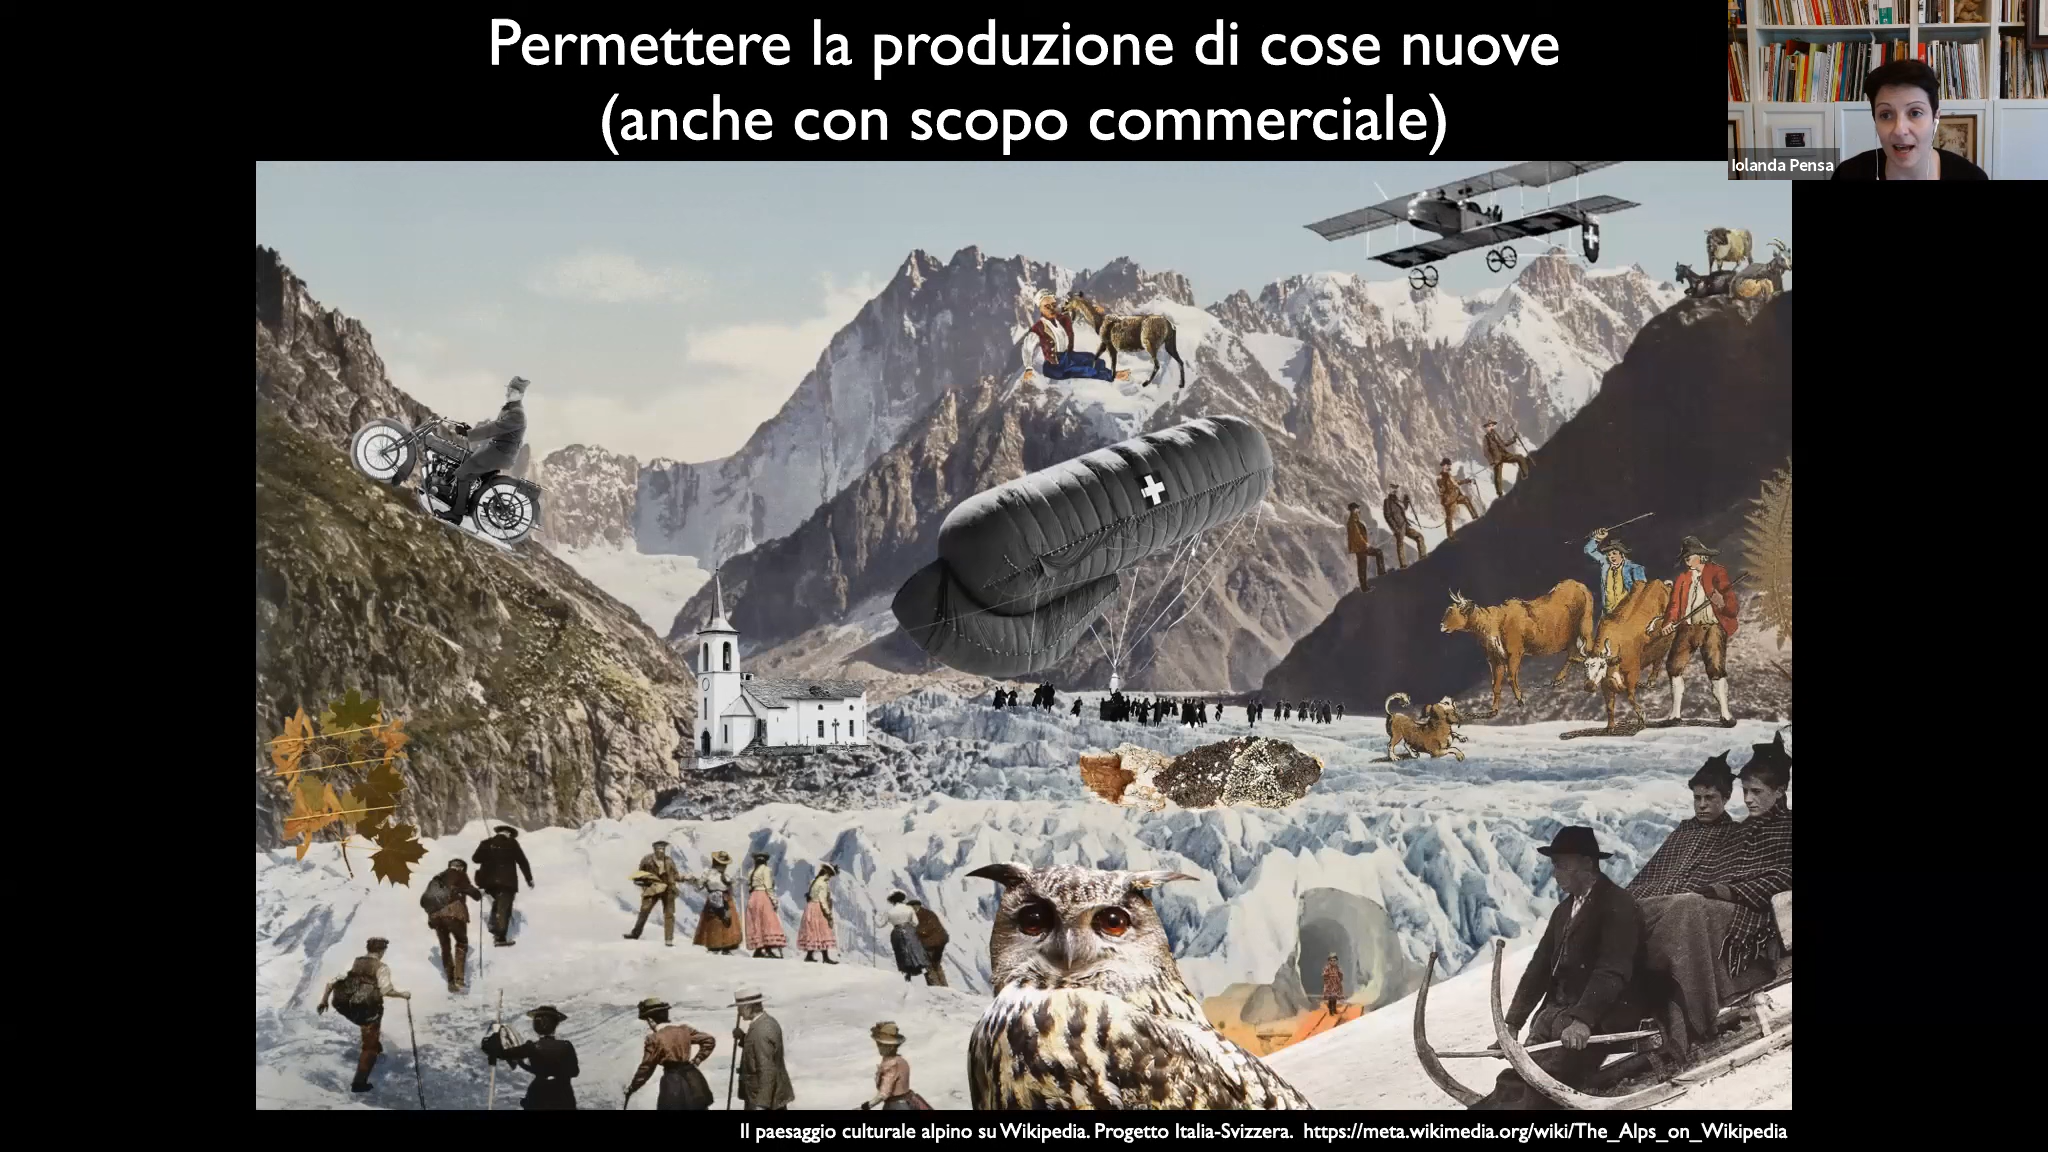 Permettere la produzione di cose nuove
(anche con scopo commerciale)
Iolanda Pensa
Il paesaggio culturale alpino su Wikipedia. Progetto Italia-Svizzera.  https://meta.wikimedia.org/wiki/The_Alps_on_Wikipedia